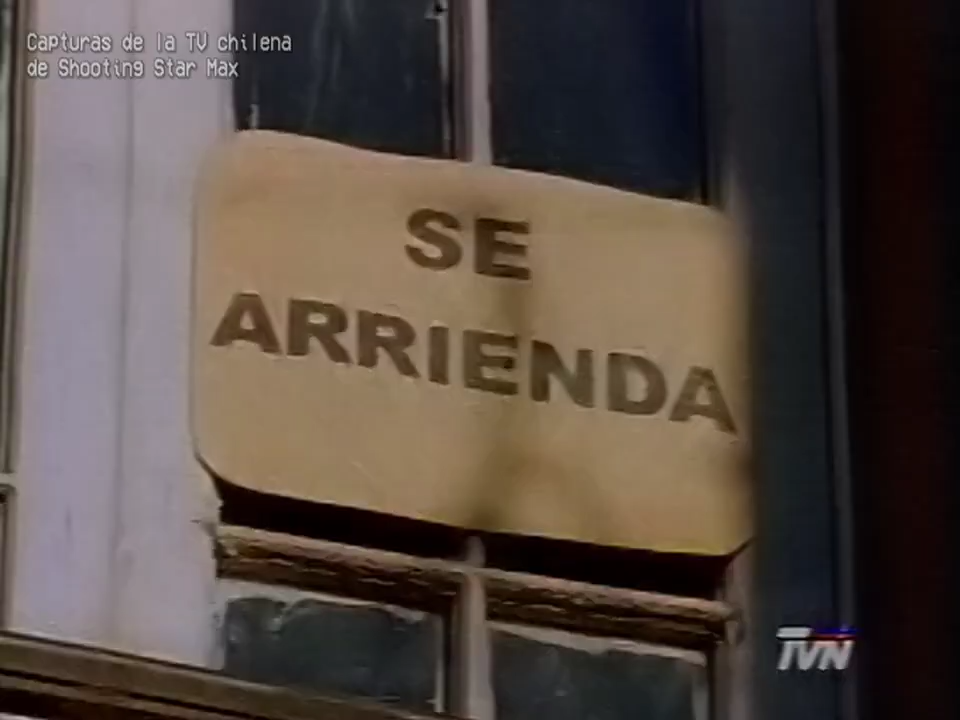 Capturas de la TV chilena
de Shooting Star Max
SE
ARRIENDA
TVN